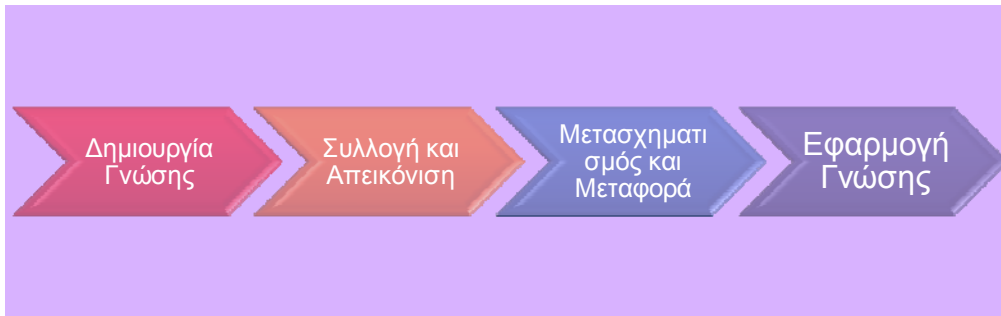 Δημιουργία
Γνώσης
Συλλογή και
Απεικόνιση
Μετασχηματι
σμός και
Μεταφορά
Εφαρμογή
Γνώσης